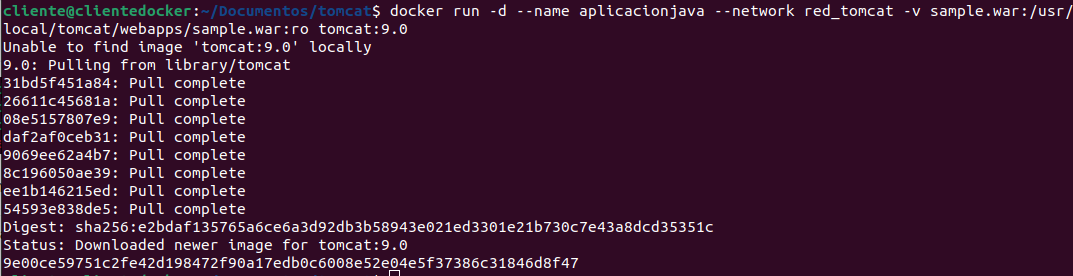 cliente@clientedocker:~/Documentos/tomcat$ docker run -d --name aplicacionjava --network red_tomcat -v sample.war:/usr/
local/tomcat/webapps/sample.war:ro tomcat:9.0
Unable to find image 'tomcat:9.0' locally
9.0: Pulling from library/tomcat
31bd5f451a84: Pull complete
26611c45681a: Pull complete
08e5157807e9: Pull complete
daf2af0ceb31: Pull complete
9069ee62a4b7: Pull complete
8c196050ae39: Pull complete
ee1b146215ed: Pull complete
54593e838de5: Pull complete
Digest: sha256:e2bdaf135765a6ce6a3d92db3b58943e021ed3301e21b730c7e43a8dcd35351c
Status: Downloaded newer image for tomcat:9.0
9e00ce59751c2fe42d198472f90a17edb0c6008e52e04e5f37386c31846d8f47